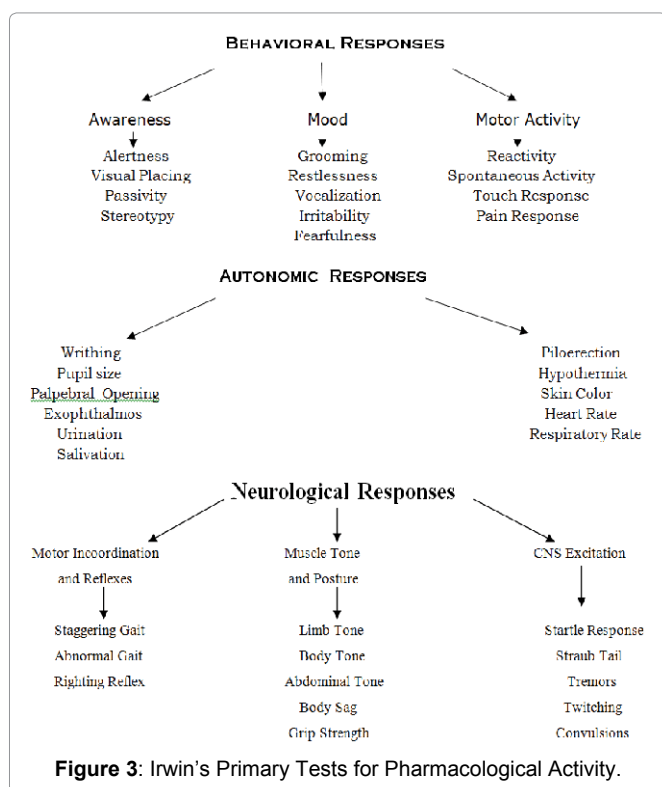 BEHAVIORAL RESPONSES
Awareness
Alertness
Visual Placing
Passivity
Stereotypy
Mood
Grooming
Restlessness
Vocalization
Irritability
Fearfulness
Motor Activity
Reactivity
Spontaneous Activity
Touch Response
Pain Response
AUTONOMIC RESPONSES
Writhing
Pupil size
Palpebral Opening
Exophthalmos
Urination
Salivation
Piloerection
Hypothermia
Skin Color
Heart Rate
Respiratory Rate
Neurological Responses
Motor Incoordination
and Reflexes
Staggering Gait
Abnormal Gait
Righting Reflex
Muscle Tone
and Posture
Limb Tone
Body Tone
Abdominal Tone
Body Sag
Grip Strength
CNS Excitation
Startle Response
Straub Tail
Tremors
Twitching
Convulsions
Figure 3: Irwin's Primary Tests for Pharmacological Activity.